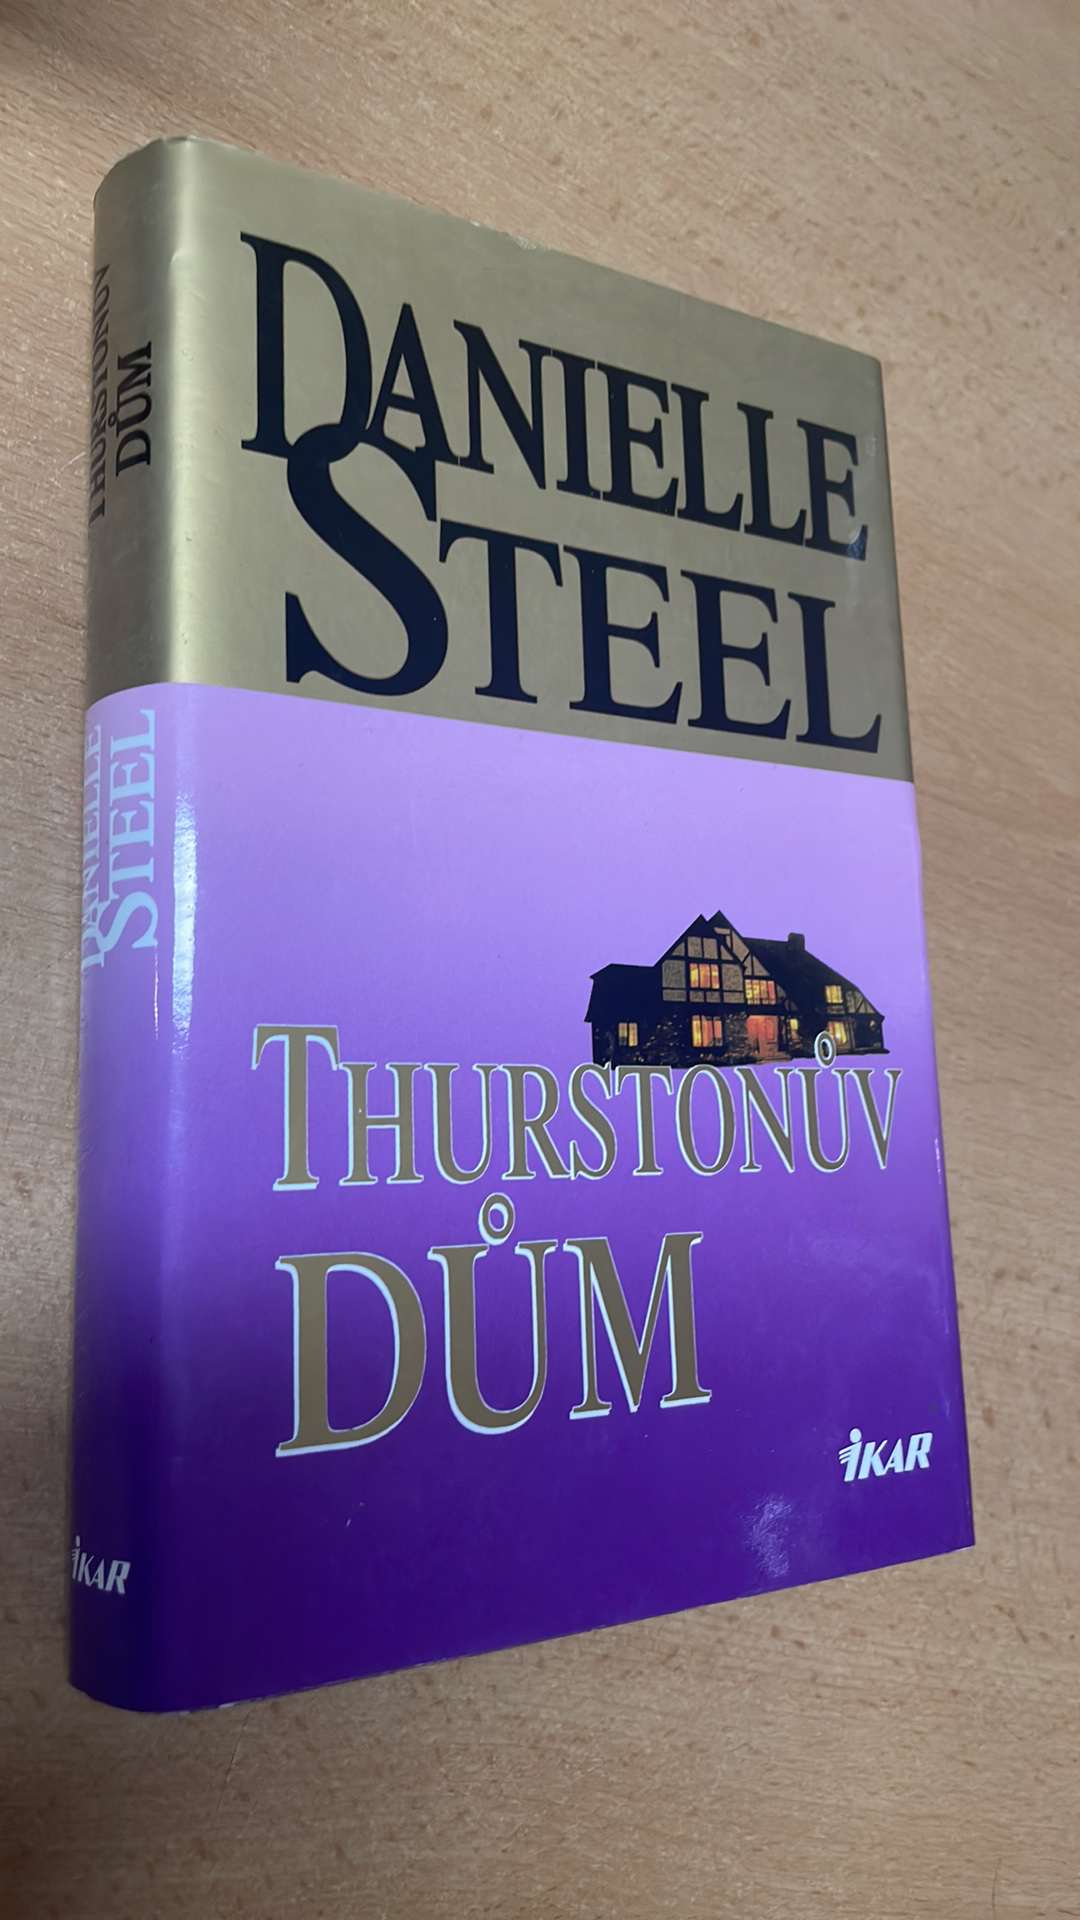 DANIELLE
STEEL
THURSTONŮV
DŮM
IKAR
THURSTONŮV
DŮM
DANIELLE
STEEL
IKAR